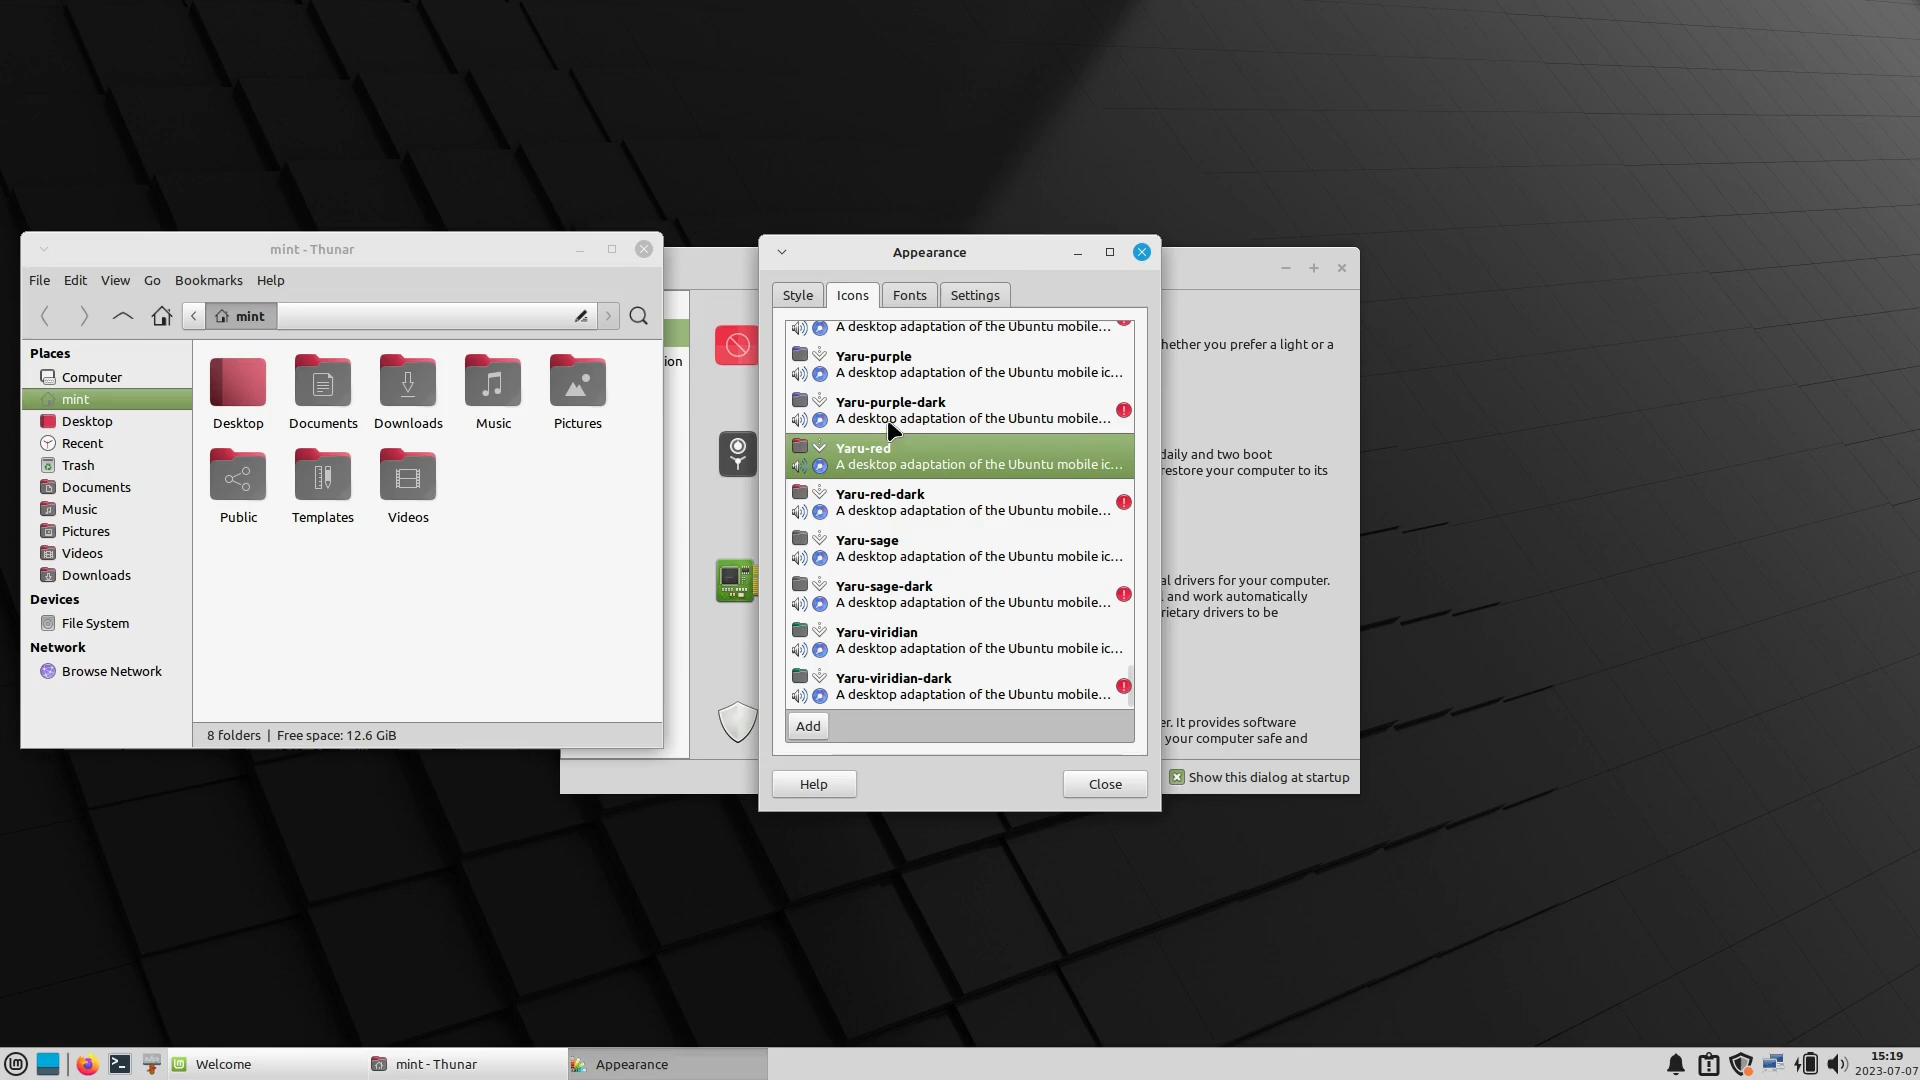 mint - Thunar
File Edit View Go Bookmarks Help
mint
Places
Computer
mint
Desktop
Recent
Trash
Documents
Music
Pictures
Videos
Downloads
Devices
File System
Network
Browse Network
Desktop Documents Downloads Music Pictures
Public Templates Videos
8 folders | Free space: 12.6 GiB
ion
Appearance
Style Icons Fonts Settings
A desktop adaptation of the Ubuntu mobile...
Yaru-purple
A desktop adaptation of the Ubuntu mobile ic...
Yaru-purple-dark
A desktop adaptation of the Ubuntu mobile...
Yaru-red
A desktop adaptation of the Ubuntu mobile ic...
Yaru-red-dark
A desktop adaptation of the Ubuntu mobile...
Yaru-sage
A desktop adaptation of the Ubuntu mobile ic...
Yaru-sage-dark
A desktop adaptation of the Ubuntu mobile...
Yaru-viridian
A desktop adaptation of the Ubuntu mobile ic...
Yaru-viridian-dark
A desktop adaptation of the Ubuntu mobile...
Add
Help Close
hether you prefer a light or a
daily and two boot
restore your computer to its
al drivers for your computer.
and work automatically
rietary drivers to be
er. It provides software
your computer safe and
Show this dialog at startup
Welcome
mint - Thunar
Appearance
15:19
2023-07-07